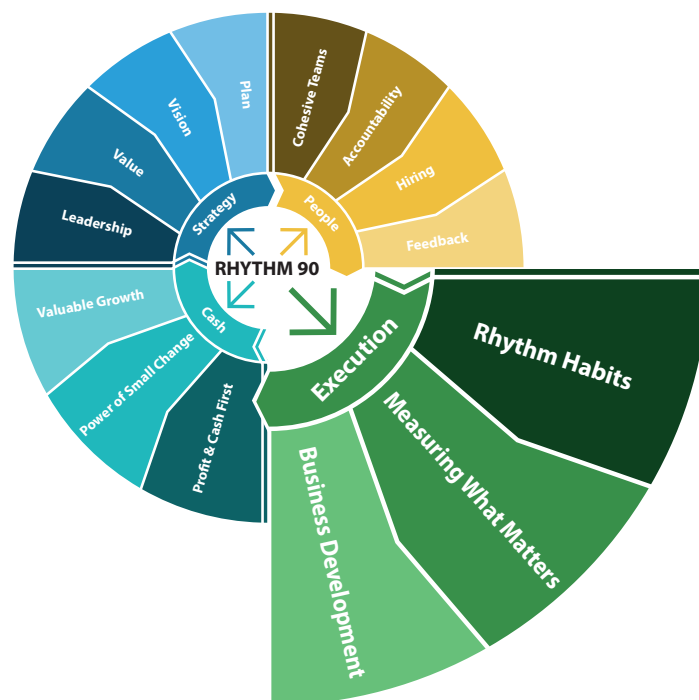 Plan
Vision
Value
Leadership
Strategy
Cohesive Teams
Accountability
Hiring
Feedback
People
RHYTHM 90
Valuable Growth
Power of Small Change
Profit & Cash First
Cash
Execution
Rhythm Habits
Measuring What Matters
Business Development